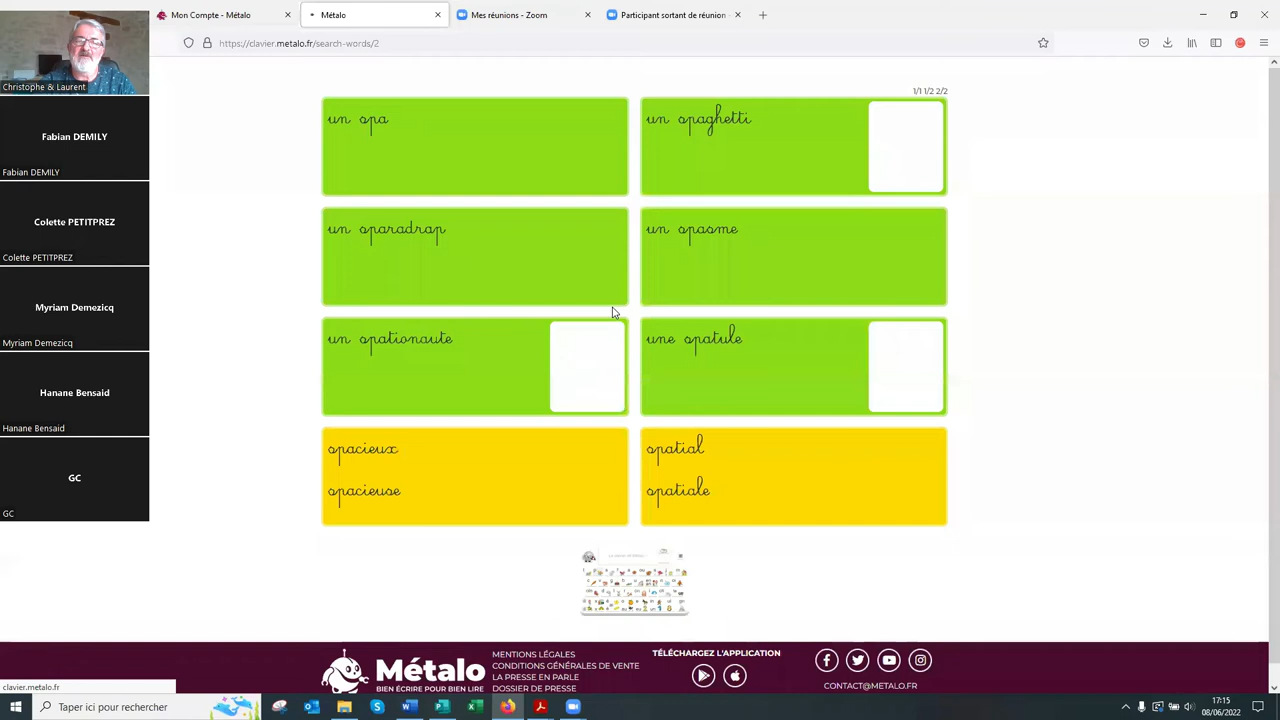 Mon Compte - Métalo
Métalo
Mes réunions - Zoom
Participant sortant de réunion -
https://clavier.metalo.fr/search-words/2
Christophe & Laurent
Fabian DEMILY
Fabian DEMILY
Colette PETITPREZ
Colette PETITPREZ
Myriam Demezicq
Myriam Demezicq
Hanane Bensaid
Hanane Bensaid
GC
GC
1/1 1/2 2/2
un spa
un spaghetti
un sparadrap
un spasme
un spationaute
une spatule
spacieux
spacieuse
spatial
spatiale
Métalo
BIEN ÉCRIRE POUR BIEN LIRE
MENTIONS LÉGALES
CONDITIONS GÉNÉRALES DE VENTE
LA PRESSE EN PARLE
DOSSIER DE PRESSE
TÉLÉCHARGEZ L'APPLICATION
CONTACT@METALO.FR
clavier.metalo.fr
Taper ici pour rechercher
17:15
08/06/2022